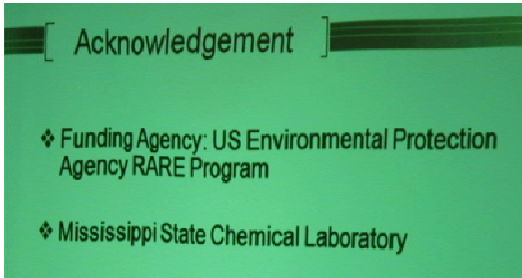 Acknowledgement
❖ Funding Agency: US Environmental Protection
Agency RARE Program
❖ Mississippi State Chemical Laboratory